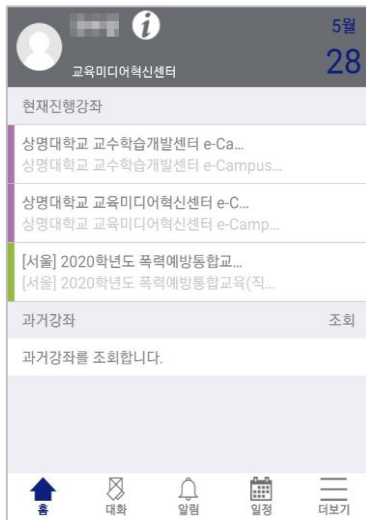 i
5월
28
교육미디어혁신센터
현재진행강좌
상명대학교 교수학습개발센터 e-Ca...
상명대학교 교수학습개발센터 e-Campus...
상명대학교 교육미디어혁신센터 e-C...
상명대학교 교육미디어혁신센터 e-Camp...
[서울] 2020학년도 폭력예방통합교...
[서울] 2020학년도 폭력예방통합교육(직...
과거강좌 조회
과거강좌를 조회합니다.
홈 대화 알림 일정 더보기